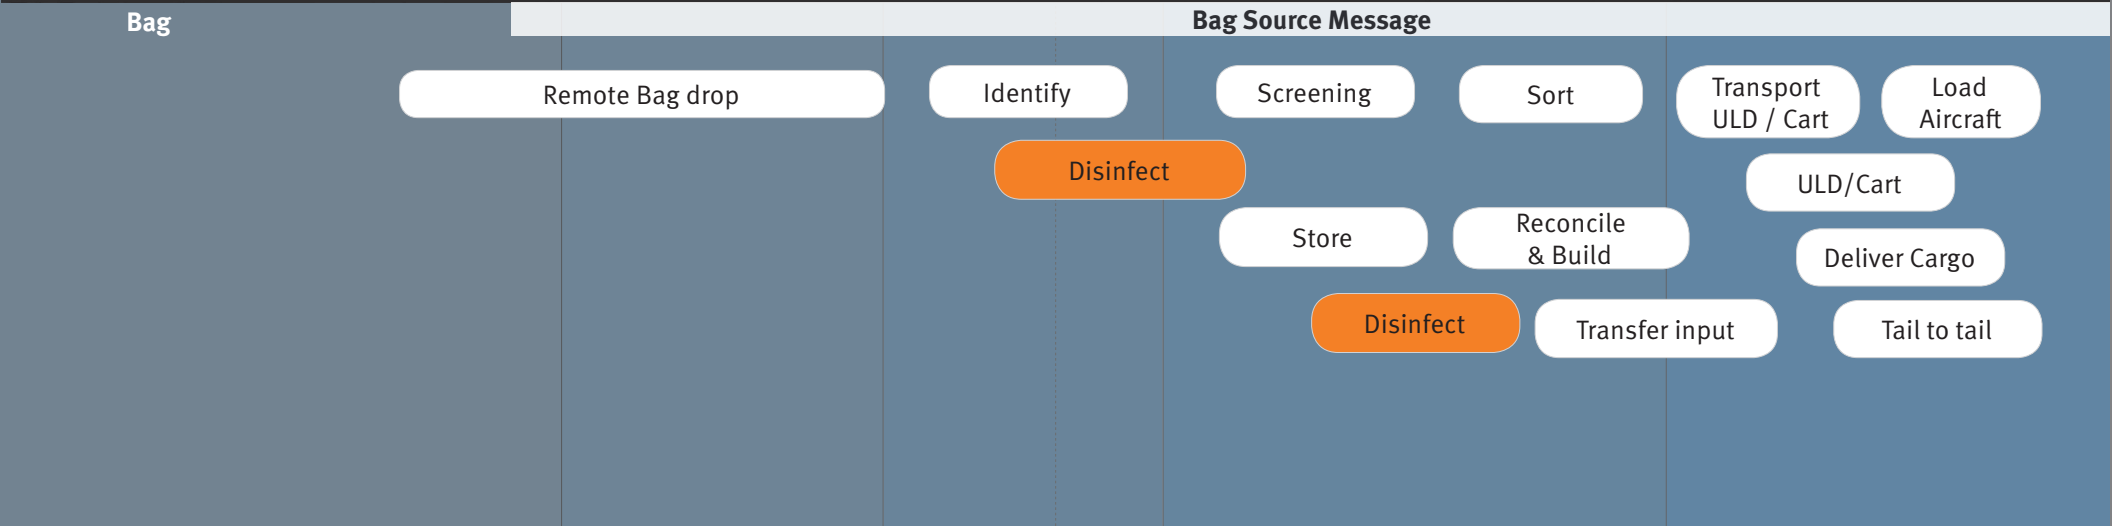 Bag
Bag Source Message
Remote Bag drop
Identify
Screening
Sort
Transport
ULD / Cart
Load
Aircraft
Disinfect
ULD/Cart
Store
Reconcile
& Build
Deliver Cargo
Disinfect
Transfer input
Tail to tail